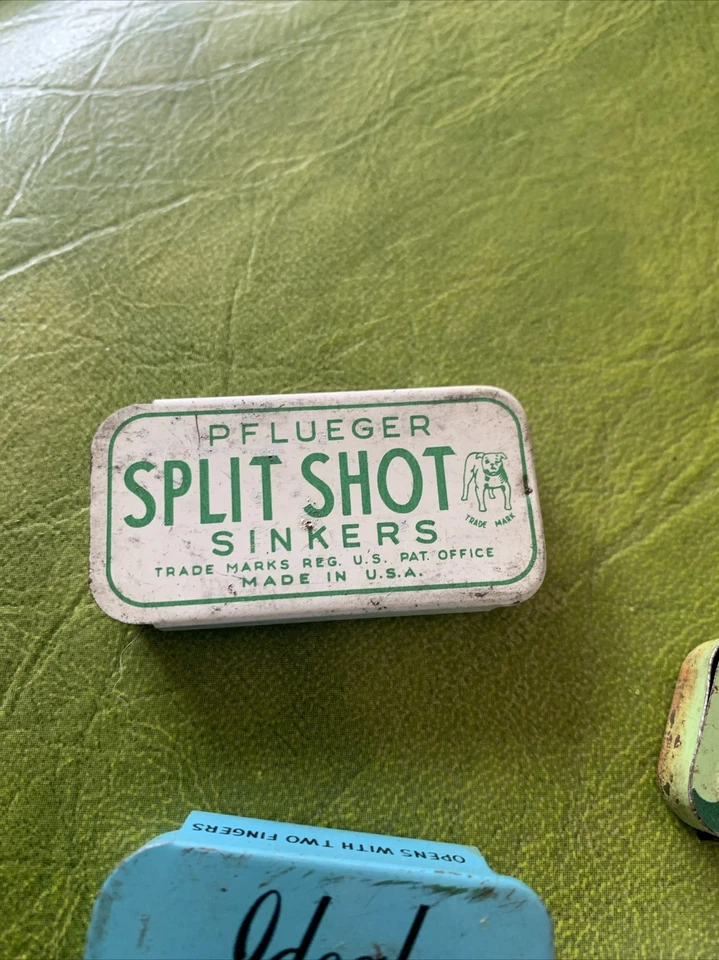 PFLUEGER
SPLIT SHOT
SINKERS
TRADE MARK
TRADE MARKS REG. U.S. PAT. OFFICE
MADE IN U.S.A.
OPENS WITH TWO FINGERS
Ideal